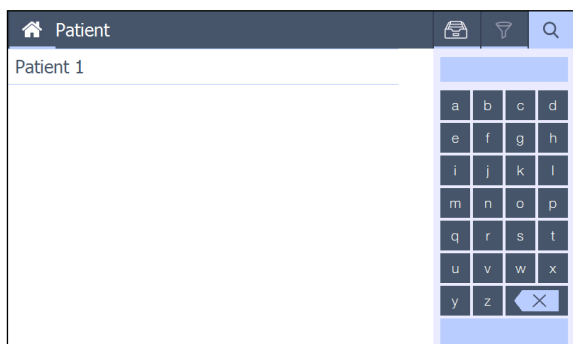 Patient
Patient 1
a b c d
e f g h
i j k l
m n o p
q r s t
u v w x
y z